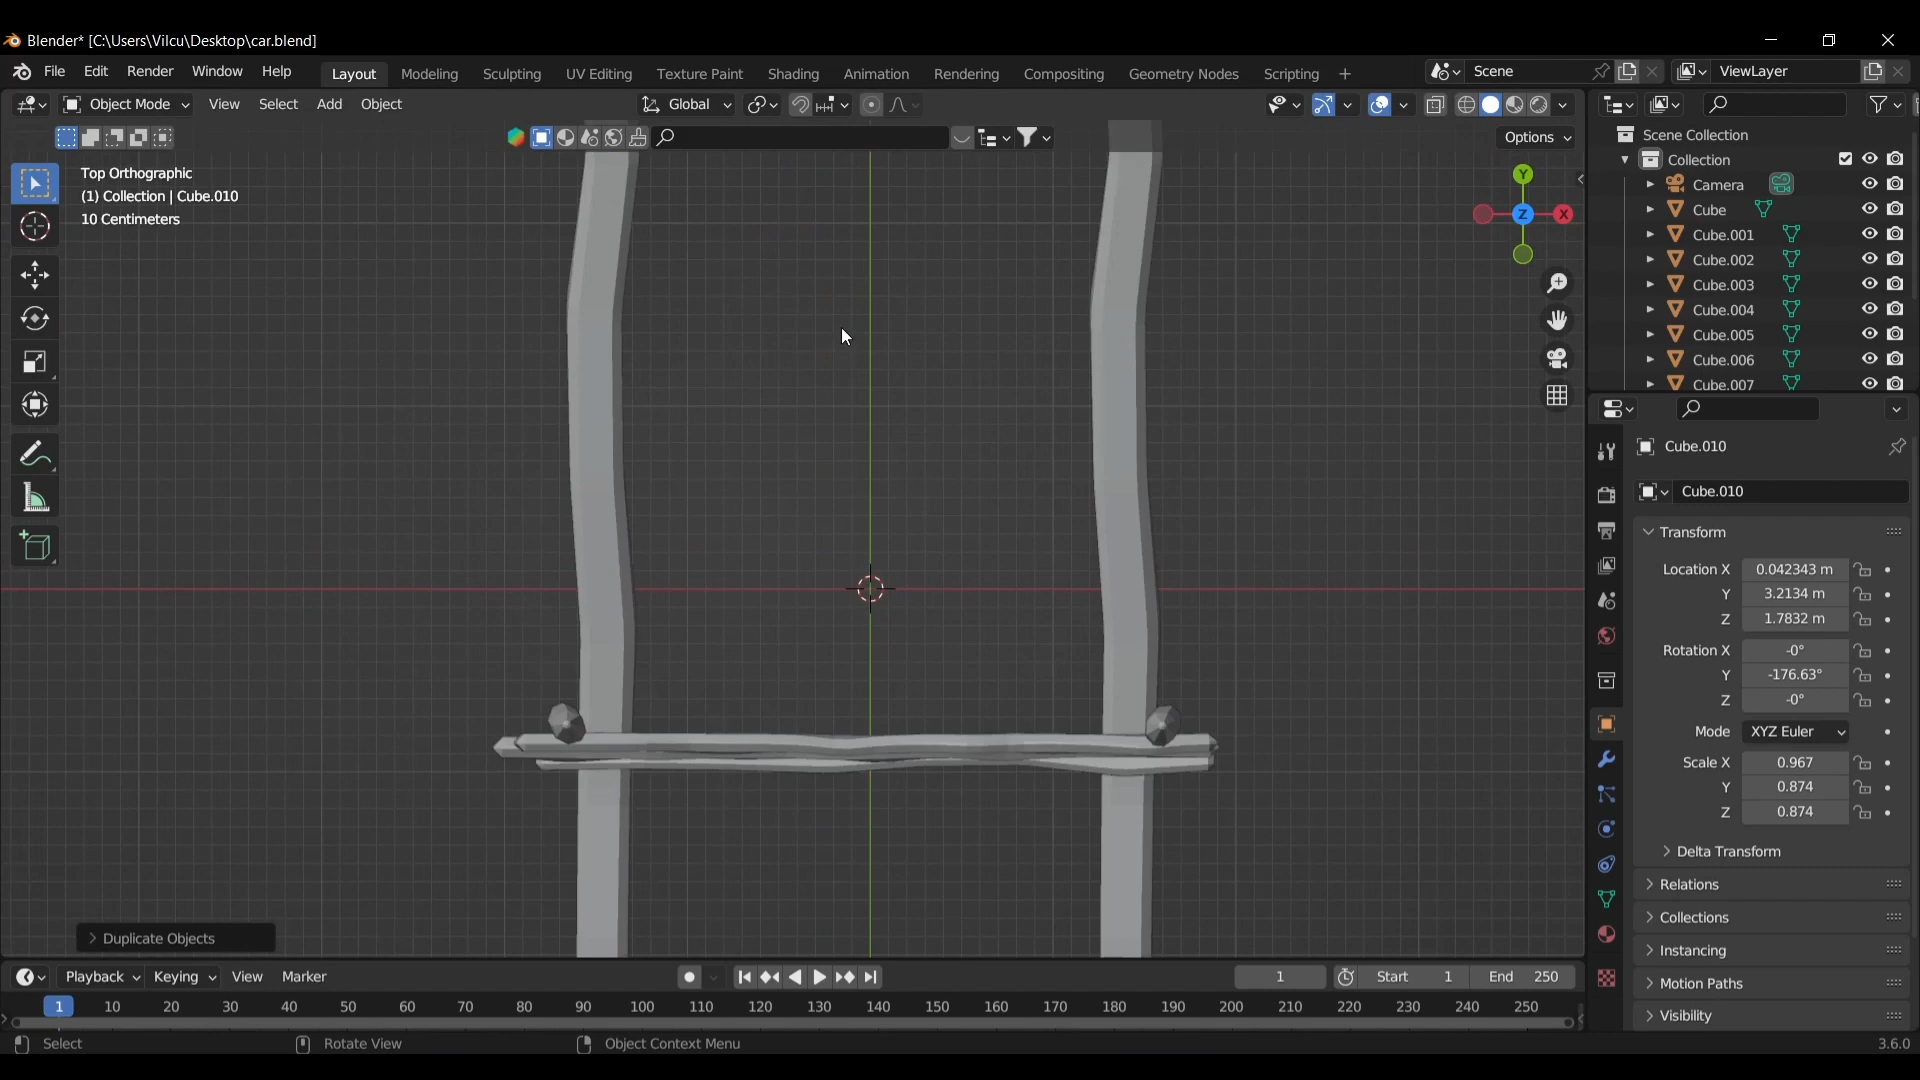 Blender* [C:\Users\Vilcu\Desktop\car.blend]
File Edit Render Window Help
Layout Modeling Sculpting UV Editing Texture Paint Shading Animation Rendering Compositing Geometry Nodes Scripting +
Scene
ViewLayer
Object Mode View Select Add Object
Global
Options
Top Orthographic
(1) Collection | Cube.010
10 Centimeters
Y
Z X
Scene Collection
Collection
Camera
Cube
Cube.001
Cube.002
Cube.003
Cube.004
Cube.005
Cube.006
Cube.007
Cube.010
Cube.010
Transform
Location X 0.042343 m
Y 3.2134 m
Z 1.7832 m
Rotation X -0°
Y -176.63°
Z -0°
Mode XYZ Euler
Scale X 0.967
Y 0.874
Z 0.874
Delta Transform
Relations
Collections
Instancing
Motion Paths
Visibility
Duplicate Objects
Playback Keying View Marker
1 Start 1 End 250
1 10 20 30 40 50 60 70 80 90 100 110 120 130 140 150 160 170 180 190 200 210 220 230 240 250
Select Rotate View Object Context Menu 3.6.0